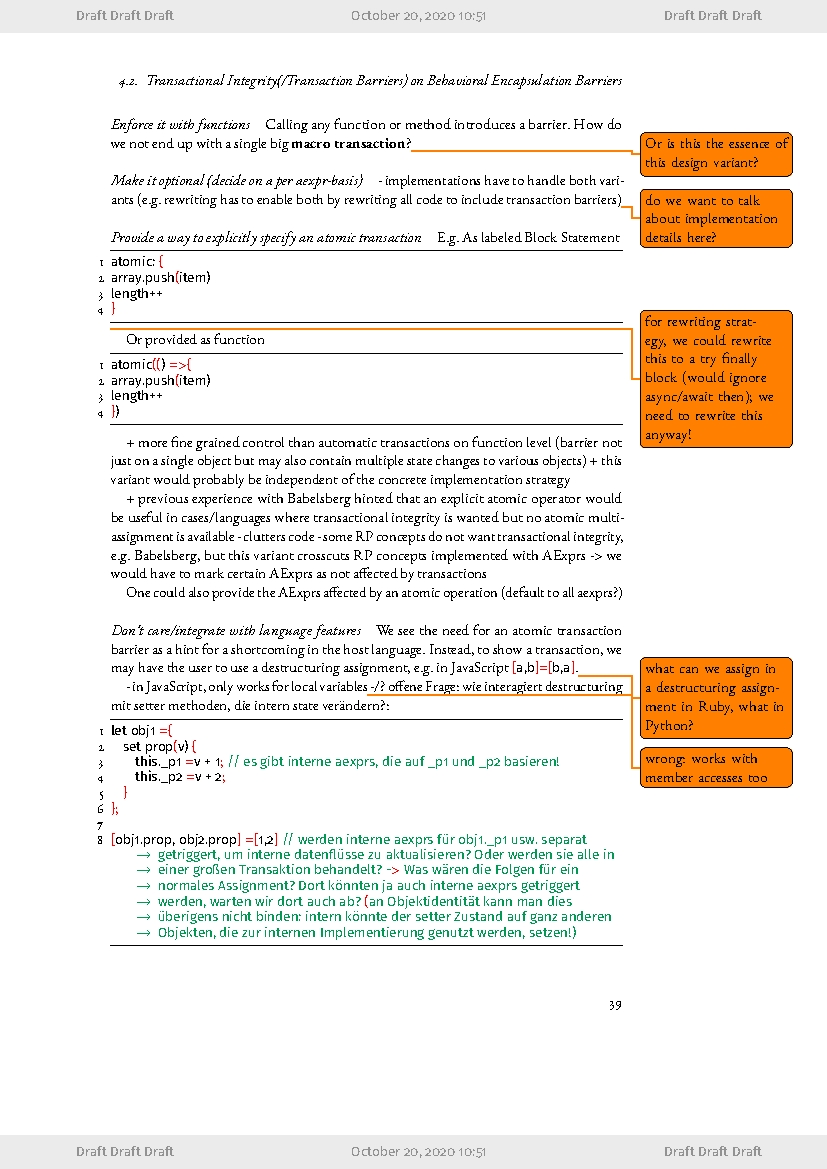 Draft Draft Draft October 20, 2020 10:51 Draft Draft Draft
4.2. Transactional Integrity(/Transaction Barriers) on Behavioral Encapsulation Barriers
Enforce it with functions Calling any function or method introduces a barrier. How do
we not end up with a single big macro transaction?
Or is this the essence of
this design variant?
Make it optional (decide on a per aexpr-basis) - implementations have to handle both vari-
ants (e.g. rewriting has to enable both by rewriting all code to include transaction barriers)
do we want to talk
about implementation
details here?
Provide a way to explicitly specify an atomic transaction E.g. As labeled Block Statement
1 atomic: {
2 array.push(item)
3 length++
4 }
for rewriting strat-
egy, we could rewrite
this to a try finally
block (would ignore
async/await then); we
need to rewrite this
anyway!
Or provided as function
1 atomic(() =>{
2 array.push(item)
3 length++
4 })
+ more fine grained control than automatic transactions on function level (barrier not
just on a single object but may also contain multiple state changes to various objects) + this
variant would probably be independent of the concrete implementation strategy
+ previous experience with Babelsberg hinted that an explicit atomic operator would
be useful in cases/languages where transactional integrity is wanted but no atomic multi-
assignment is available - clutters code - some RP concepts do not want transactional integrity,
e.g. Babelsberg, but this variant crosscuts RP concepts implemented with AExprs -> we
would have to mark certain AExprs as not affected by transactions
One could also provide the AExprs affected by an atomic operation (default to all aexprs?)
Don't care/integrate with language features We see the need for an atomic transaction
barrier as a hint for a shortcoming in the host language. Instead, to show a transaction, we
may have the user to use a destructuring assignment, e.g. in JavaScript [a,b]=[b,a].
- in JavaScript, only works for local variables -/? offene Frage: wie interagiert destructuring
mit setter methoden, die intern state verändern?:
what can we assign in
a destructuring assign-
ment in Ruby, what in
Python?
wrong: works with
member accesses too
1 let obj1 ={
2 set prop(v) {
3 this._p1 =v + 1; // es gibt interne aexprs, die auf _p1 und _p2 basieren!
4 this._p2 =v + 2;
5 }
6 };
7
8 [obj1.prop, obj2.prop] =[1,2] // werden interne aexprs für obj1._p1 usw. separat
→ getriggert, um interne datenflüsse zu aktualisieren? Oder werden sie alle in
→ einer großen Transaktion behandelt? -> Was wären die Folgen für ein
→ normales Assignment? Dort könnten ja auch interne aexprs getriggert
→ werden, warten wir dort auch ab? (an Objektidentität kann man dies
→ überigens nicht binden: intern könnte der setter Zustand auf ganz anderen
→ Objekten, die zur internen Implementierung genutzt werden, setzen!)
39
Draft Draft Draft October 20, 2020 10:51 Draft Draft Draft